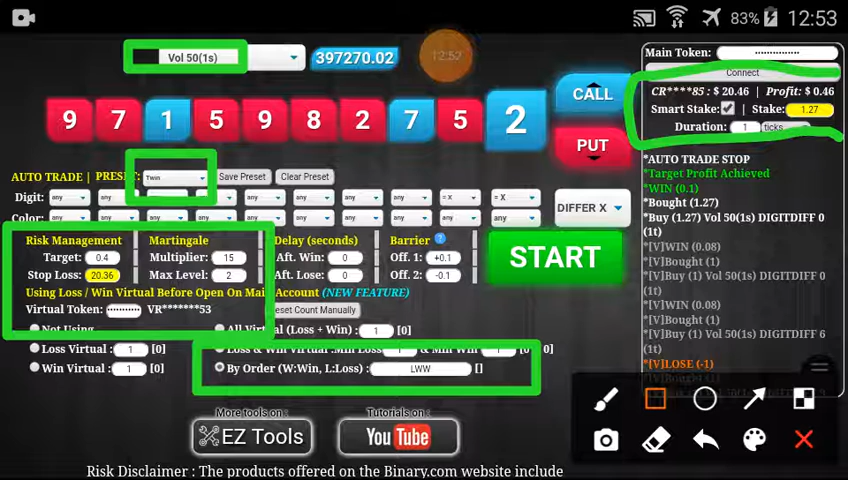 83% 12:53
Vol 50(1s) 397270.02 12:52
Main Token: ••••••••••••••
Connect
CR****85 : $ 20.46 | Profit: $ 0.46
Smart Stake: Stake: 1.27
Duration: 1 ticks
9 7 1 5 9 8 2 7 5 2
CALL
PUT
AUTO TRADE | PRESET: Twin Save Preset Clear Preset
Digit: any any any any any any any = X = X
Color: any any any any any any any any any
DIFFER X
Risk Management Martingale Delay (seconds) Barrier ?
Target: 0.4 Multiplier: 15 Aft. Win: 0 Off. 1: +0.1
Stop Loss: 20.36 Max Level: 2 Aft. Lose: 0 Off. 2: -0.1
START
Using Loss / Win Virtual Before Open On Main Account (NEW FEATURE)
Virtual Token: ••••••••••• VR*******53 Reset Count Manually
Not Using All Virtual (Loss + Win) : 1 [0]
Loss Virtual : 1 [0] Loss & Win Virtual :Min Loss 1 & Min Win 1 [0 0]
Win Virtual : 1 [0] By Order (W:Win, L:Loss) : LWW []
*AUTO TRADE STOP
*Target Profit Achieved
*WIN (0.1)
*Bought (1.27)
*Buy (1.27) Vol 50(1s) DIGITDIFF 0
(1t)
*[V]WIN (0.08)
*[V]Bought (1)
*[V]Buy (1) Vol 50(1s) DIGITDIFF 0
(1t)
*[V]WIN (0.08)
*[V]Bought (1)
*[V]Buy (1) Vol 50(1s) DIGITDIFF 6
(1t)
*[V]LOSE (-1)
*[V]Bought (1)
More tools on :
EZ Tools
Tutorials on :
YouTube
Risk Disclaimer : The products offered on the Binary.com website include